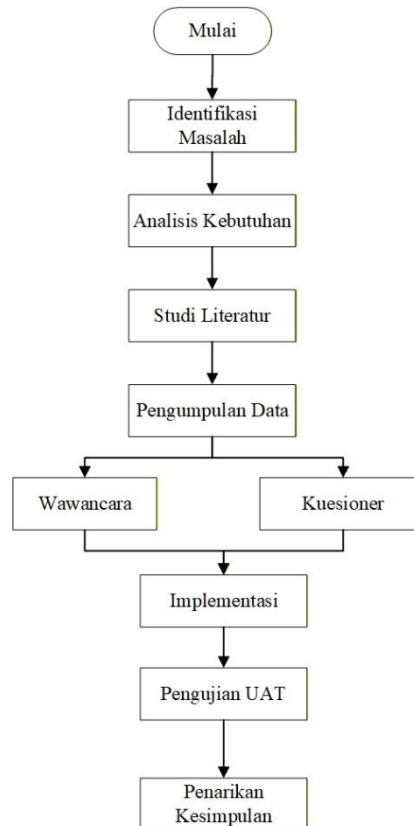 Mulai
Identifikasi
Masalah
Analisis Kebutuhan
Studi Literatur
Pengumpulan Data
Wawancara
Kuesioner
Implementasi
Pengujian UAT
Penarikan
Kesimpulan